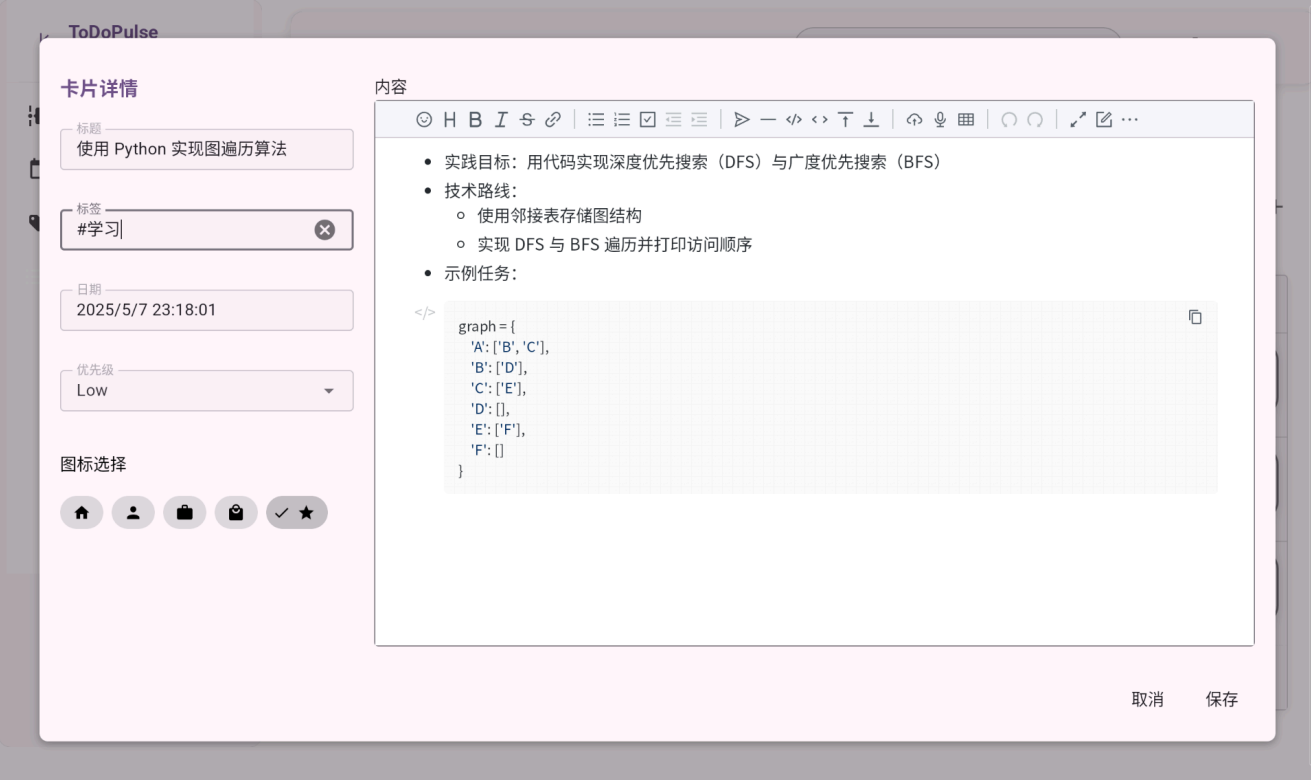 ToDoPulse
卡片详情
标题
使用 Python 实现图遍历算法
标签
#学习
日期
2025/5/7 23:18:01
优先级
Low
图标选择
内容
实践目标：用代码实现深度优先搜索（DFS）与广度优先搜索（BFS）
技术路线：
使用邻接表存储图结构
实现 DFS 与 BFS 遍历并打印访问顺序
示例任务：
graph = {
'A': ['B', 'C'],
'B': ['D'],
'C': ['E'],
'D': [],
'E': ['F'],
'F': []
}
取消
保存